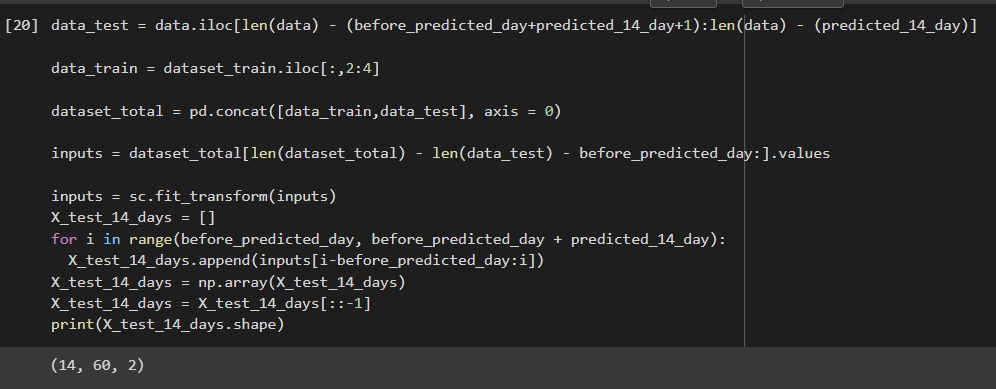 [20] data_test = data.iloc[len(data) - (before_predicted_day+predicted_14_day+1):len(data) - (predicted_14_day)]
data_train = dataset_train.iloc[:,2:4]
dataset_total = pd.concat([data_train,data_test], axis = 0)
inputs = dataset_total[len(dataset_total) - len(data_test) - before_predicted_day:].values
inputs = sc.fit_transform(inputs)
X_test_14_days = []
for i in range(before_predicted_day, before_predicted_day + predicted_14_day):
  X_test_14_days.append(inputs[i-before_predicted_day:i])
X_test_14_days = np.array(X_test_14_days)
X_test_14_days = X_test_14_days[::-1]
print(X_test_14_days.shape)
(14, 60, 2)